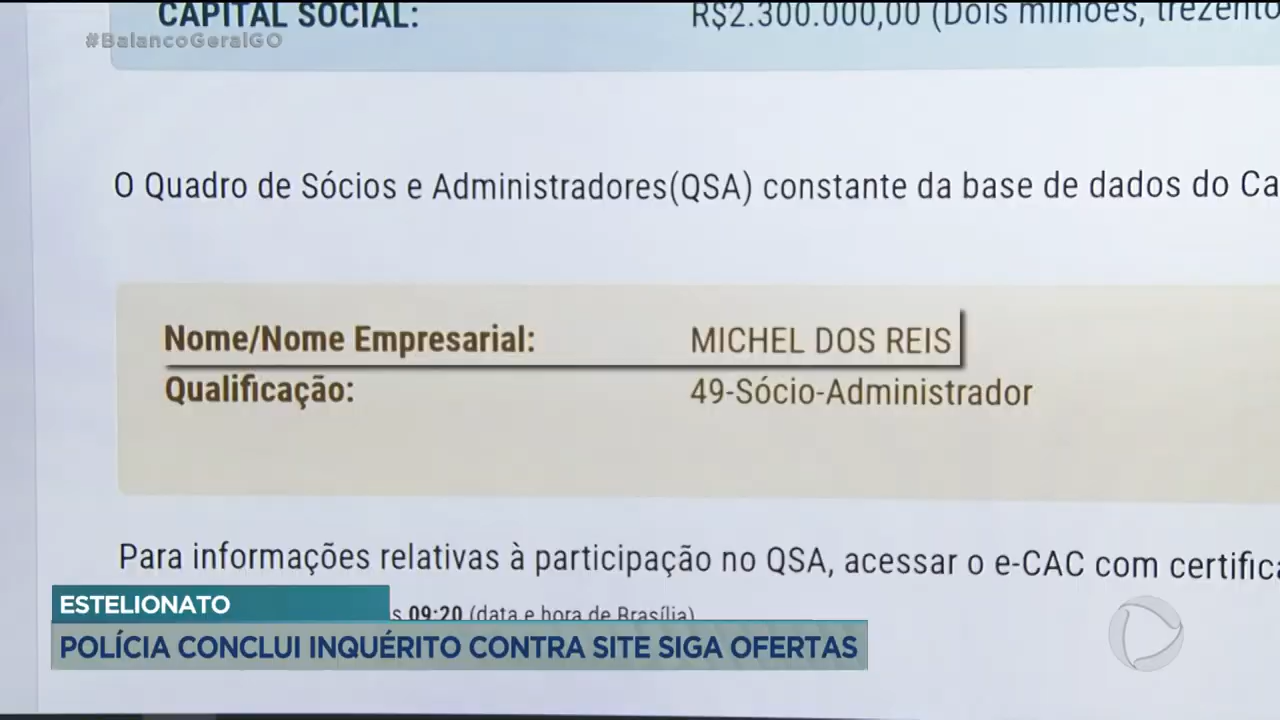 CAPITAL SOCIAL: R$2.300.000,00 (Dois milhões, trezento
#BalancoGeralGO
O Quadro de Sócios e Administradores(QSA) constante da base de dados do Ca
Nome/Nome Empresarial: MICHEL DOS REIS
Qualificação: 49-Sócio-Administrador
Para informações relativas à participação no QSA, acessar o e-CAC com certific
ESTELIONATO
s 09:20 (data e hora de Brasília)
POLÍCIA CONCLUI INQUÉRITO CONTRA SITE SIGA OFERTAS